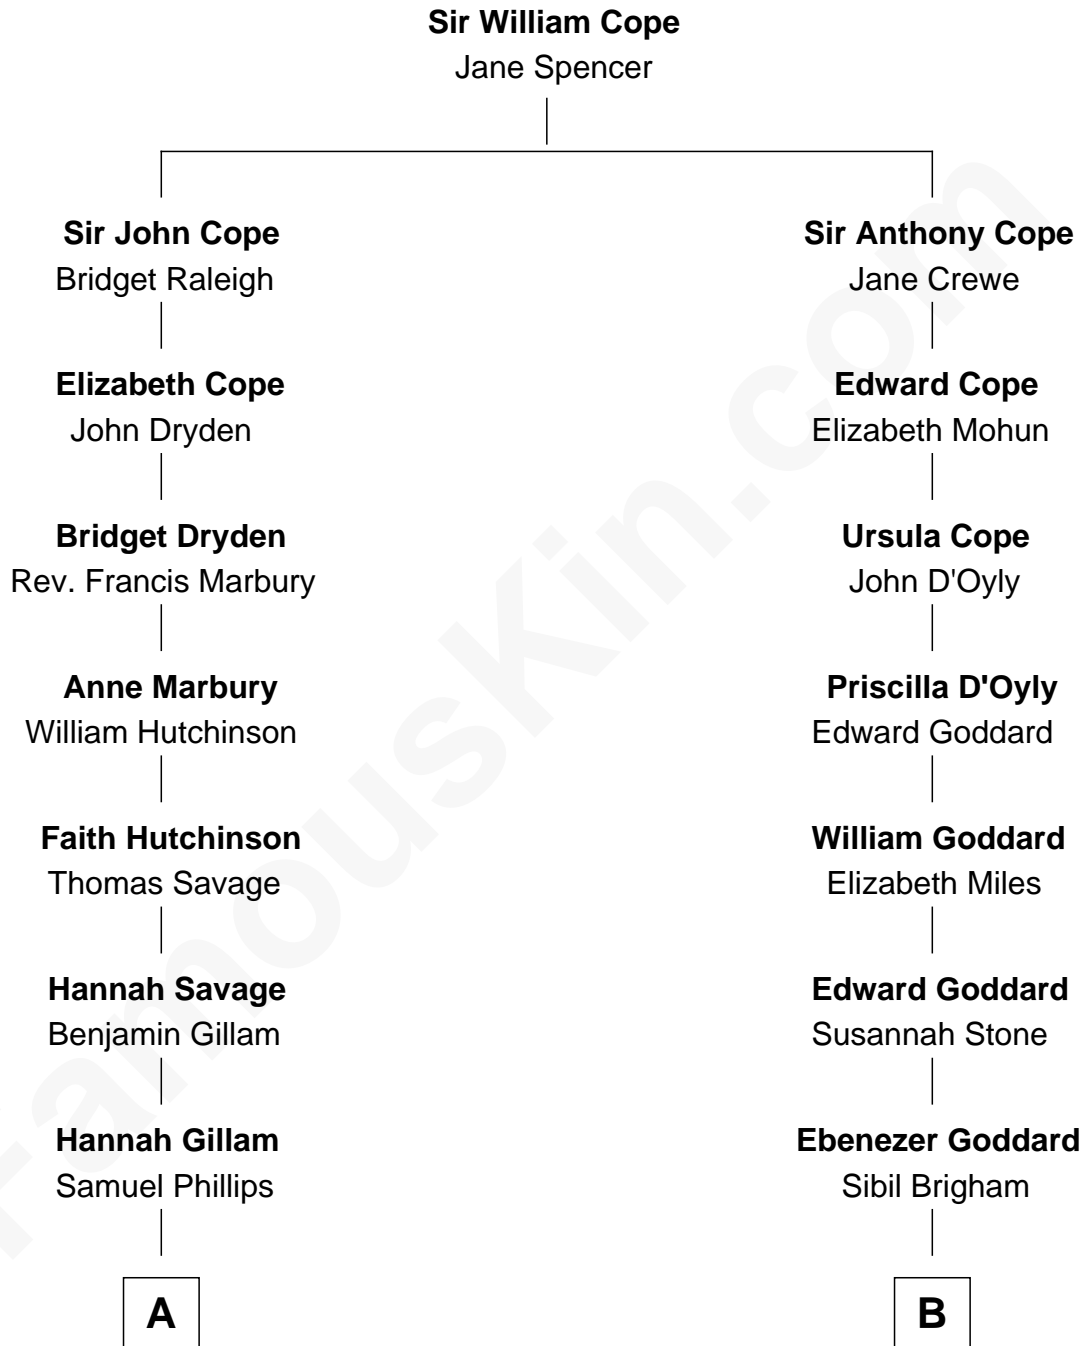 Sir William Cope
Jane Spencer
Sir John Cope
Bridget Raleigh
Sir Anthony Cope
Jane Crewe
Elizabeth Cope
John Dryden
Edward Cope
Elizabeth Mohun
Bridget Dryden
Rev. Francis Marbury
Ursula Cope
John D'Oyly
Anne Marbury
William Hutchinson
Priscilla D'Oyly
Edward Goddard
Faith Hutchinson
Thomas Savage
William Goddard
Elizabeth Miles
Hannah Savage
Benjamin Gillam
Edward Goddard
Susannah Stone
Hannah Gillam
Samuel Phillips
Ebenezer Goddard
Sibil Brigham
A
B
FamousKin.com